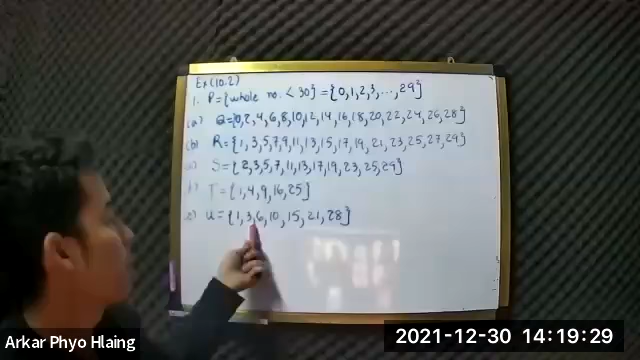 Ex(10.2)
1. P={whole no. < 30} = {0,1,2,3,...,29}
(a) Q={0,2,4,6,8,10,12,14,16,18,20,22,24,26,28}
(b) R={1,3,5,7,9,11,13,15,17,19,21,23,25,27,29}
(c) S={2,3,5,7,11,13,17,19,23,25,29}
T={1,4,9,16,25}
U={1,3,6,10,15,21,28}
Arkar Phyo Hlaing
2021-12-30 14:19:29